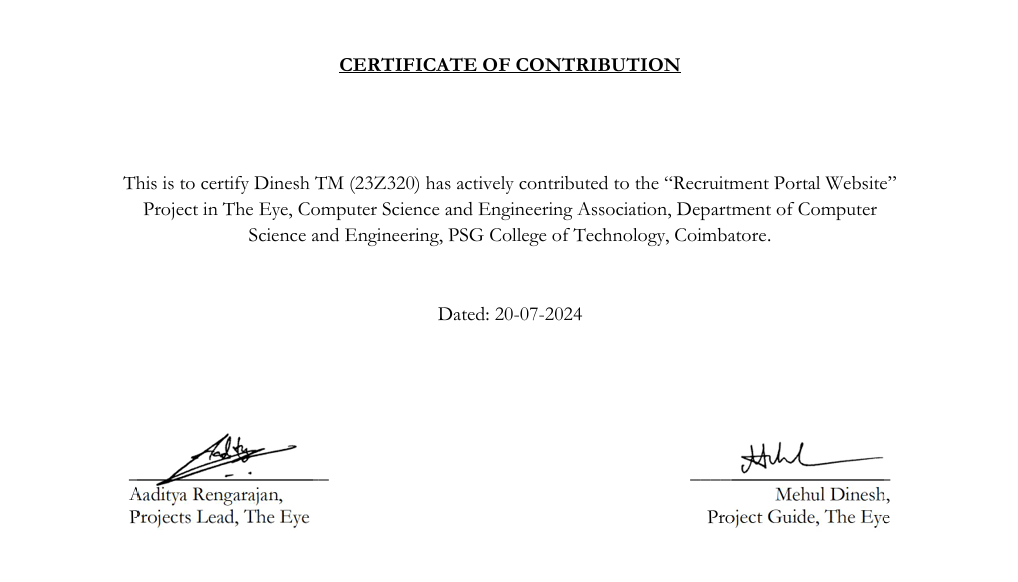 CERTIFICATE OF CONTRIBUTION
This is to certify Dinesh TM (23Z320) has actively contributed to the “Recruitment Portal Website”
Project in The Eye, Computer Science and Engineering Association, Department of Computer
Science and Engineering, PSG College of Technology, Coimbatore.
Dated: 20-07-2024
Aaditya Rengarajan,
Projects Lead, The Eye
Mehul Dinesh,
Project Guide, The Eye